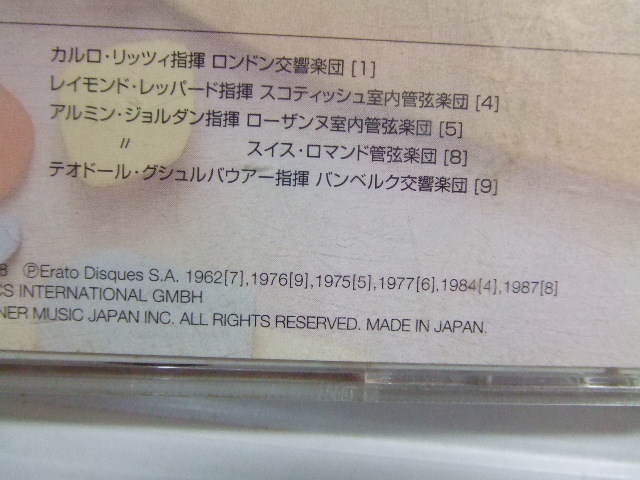 カルロ・リッツィ指揮 ロンドン交響楽団 [1]
レイモンド・レッパード指揮 スコティッシュ室内管弦楽団 [4]
アルミン・ジョルダン指揮 ローザンヌ室内管弦楽団 [5]
〃 スイス・ロマンド管弦楽団 [8]
テオドール・グシュルバウアー指揮 バンベルク交響楽団 [9]
8 ℗Erato Disques S.A. 1962[7],1976[9],1975[5],1977[6],1984[4],1987[8]
CS INTERNATIONAL GMBH
NER MUSIC JAPAN INC. ALL RIGHTS RESERVED. MADE IN JAPAN.